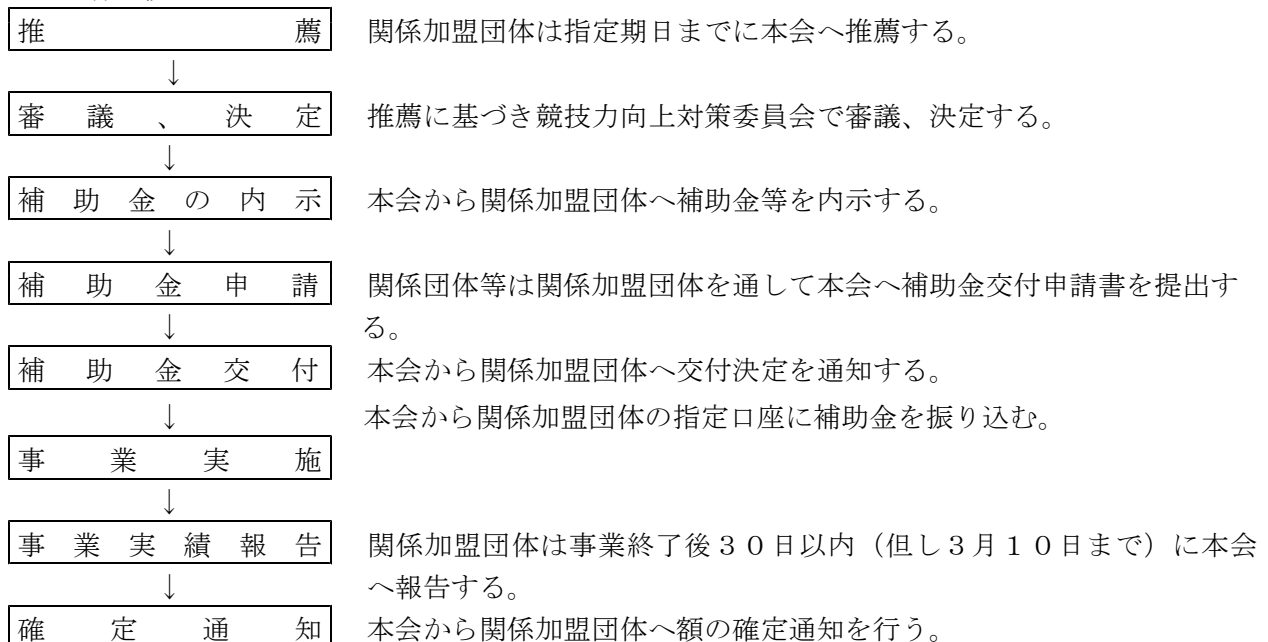 推薦 関係加盟団体は指定期日までに本会へ推薦する。
↓
審議、決定 推薦に基づき競技力向上対策委員会で審議、決定する。
↓
補助金の内示 本会から関係加盟団体へ補助金等を内示する。
↓
補助金申請 関係団体等は関係加盟団体を通して本会へ補助金交付申請書を提出す
↓ る。
補助金交付 本会から関係加盟団体へ交付決定を通知する。
↓ 本会から関係加盟団体の指定口座に補助金を振り込む。
事業実施
↓
事業実績報告 関係加盟団体は事業終了後30日以内(但し3月10日まで)に本会
↓ へ報告する。
確定通知 本会から関係加盟団体へ額の確定通知を行う。